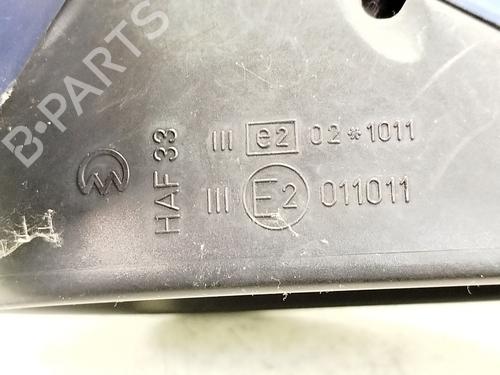 B-PARTS
HAF 33
III e2 02*1011
III E2 011011